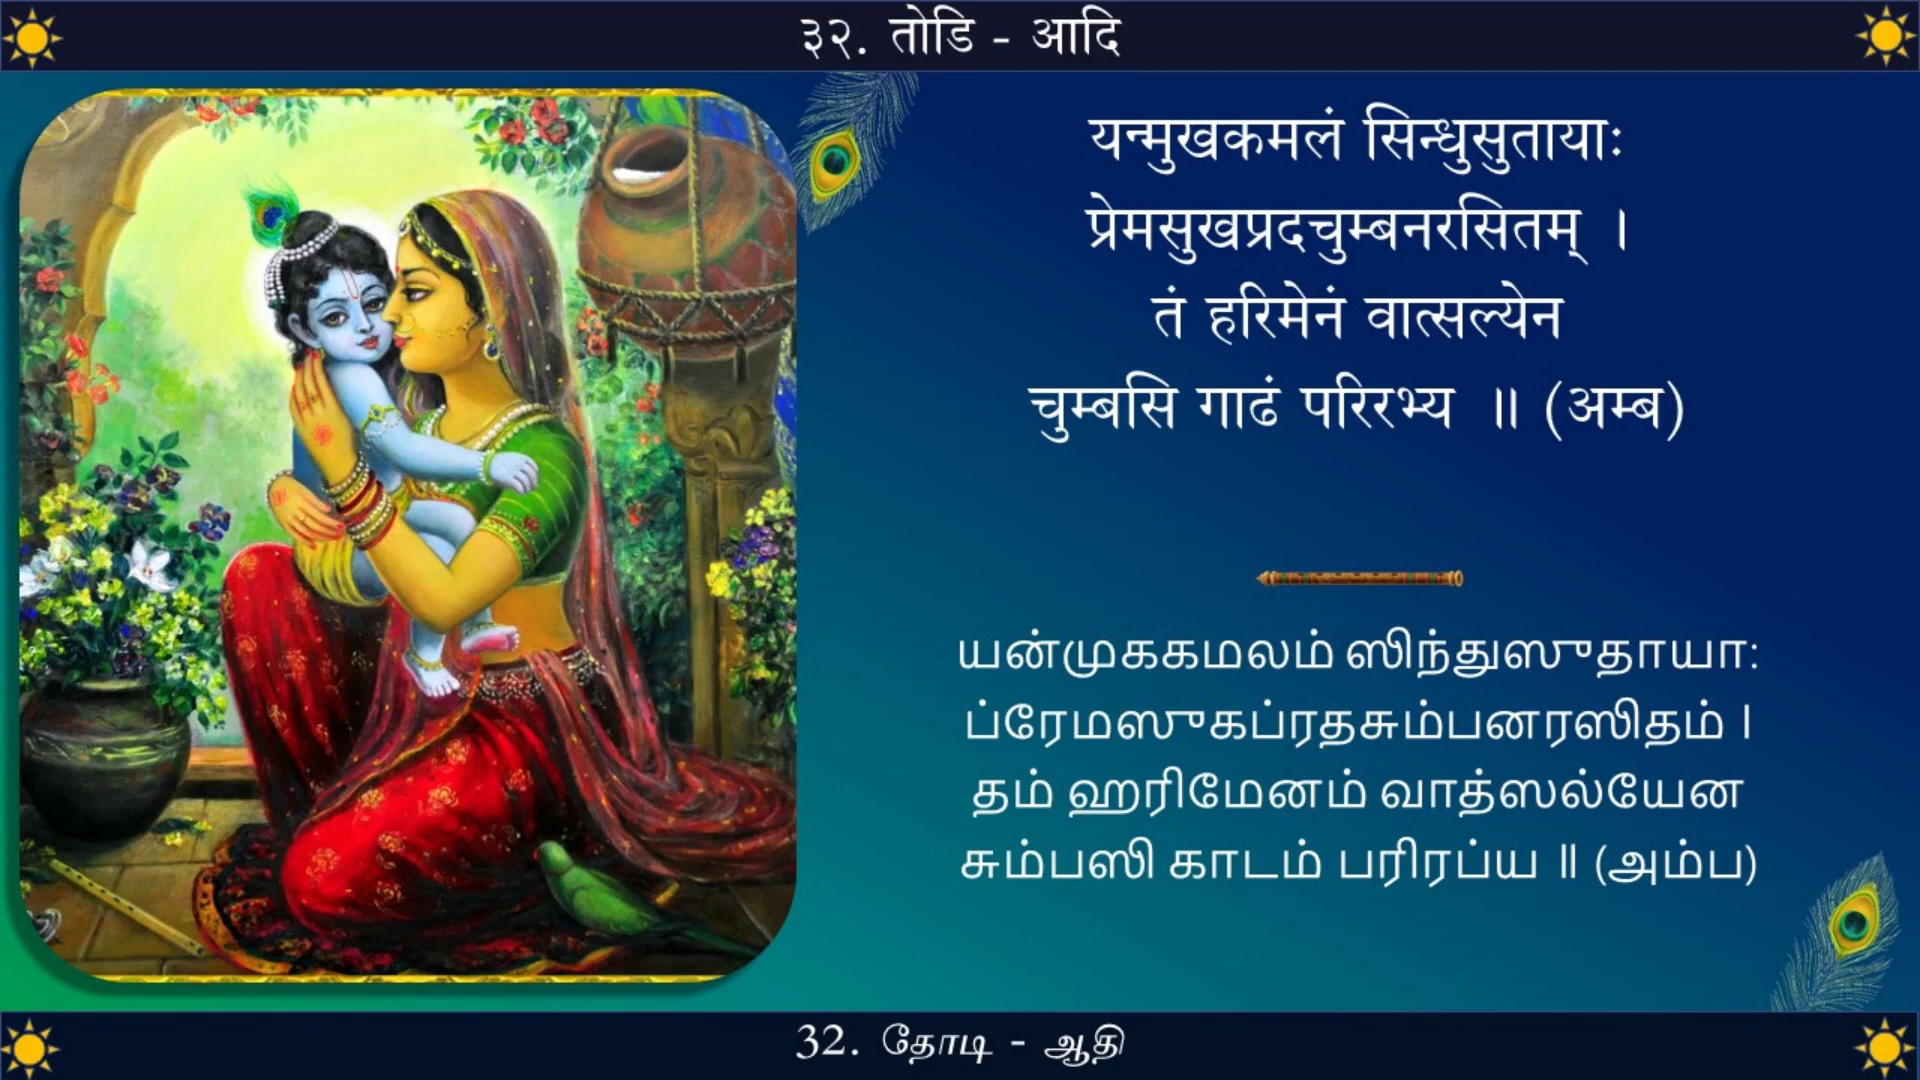 ३२. तोडि - आदि
यन्मुखकमलं सिन्धुसुतायाः
प्रेमसुखप्रदचुम्बनरसितम् ।
तं हरिमेनं वात्सल्येन
चुम्बसि गाढं परिरभ्य ॥ (अम्ब)
யன்முககமலம் ஸிந்துஸுதாயா:
ப்ரேமஸுகப்ரதசும்பனரஸிதம் ।
தம் ஹரிமேனம் வாத்ஸல்யேன
சும்பஸி காடம் பரிரப்ய ॥ (அம்ப)
32. தோடி - ஆதி